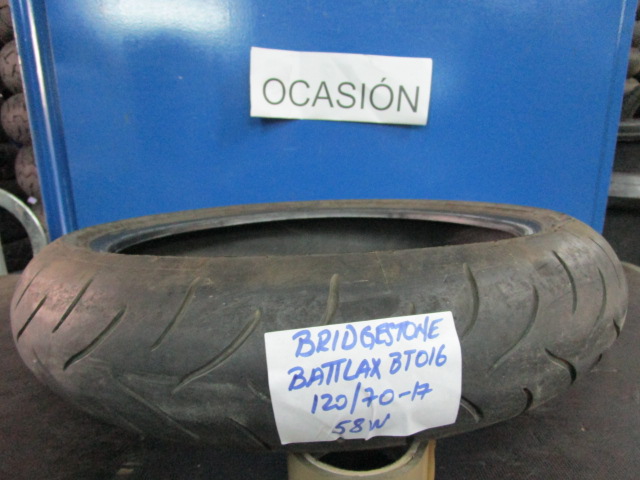 OCASIÓN
BRIDGESTONE
BATTLAX BT016
120/70-17
58W